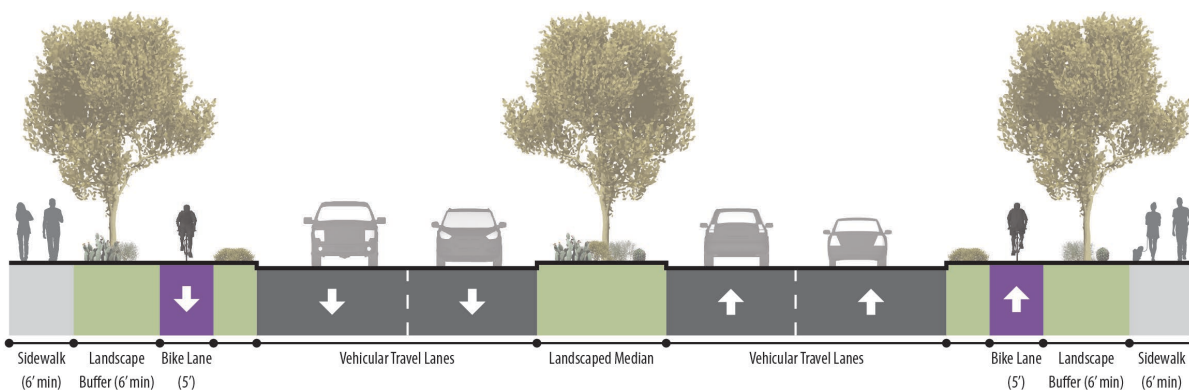 Sidewalk
(6' min)
Landscape
Buffer (6' min)
Bike Lane
(5')
Vehicular Travel Lanes
Landscaped Median
Vehicular Travel Lanes
Bike Lane
(5')
Landscape
Buffer (6' min)
Sidewalk
(6' min)